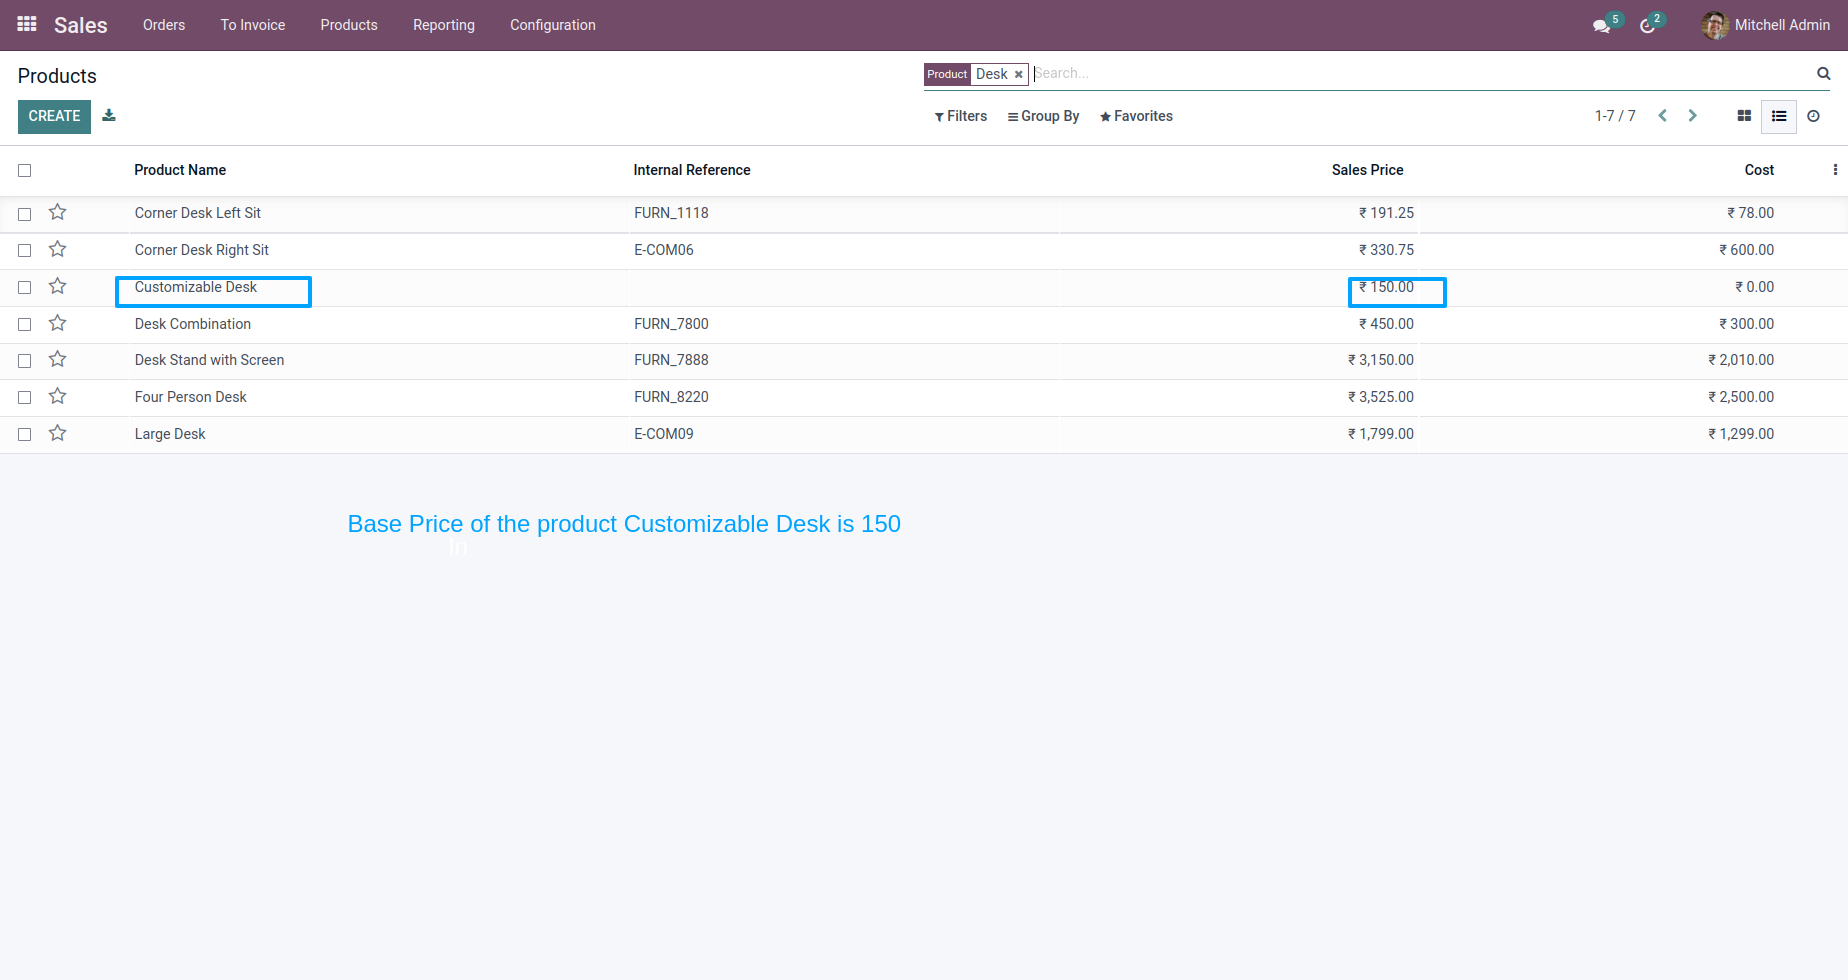 Sales Orders To Invoice Products Reporting Configuration 5 2 Mitchell Admin
Products Product Desk Search...
CREATE Filters Group By Favorites 1-7 / 7
Product Name Internal Reference Sales Price Cost
Corner Desk Left Sit FURN_1118 ₹ 191.25 ₹ 78.00
Corner Desk Right Sit E-COM06 ₹ 330.75 ₹ 600.00
Customizable Desk ₹ 150.00 ₹ 0.00
Desk Combination FURN_7800 ₹ 450.00 ₹ 300.00
Desk Stand with Screen FURN_7888 ₹ 3,150.00 ₹ 2,010.00
Four Person Desk FURN_8220 ₹ 3,525.00 ₹ 2,500.00
Large Desk E-COM09 ₹ 1,799.00 ₹ 1,299.00
Base Price of the product Customizable Desk is 150
In